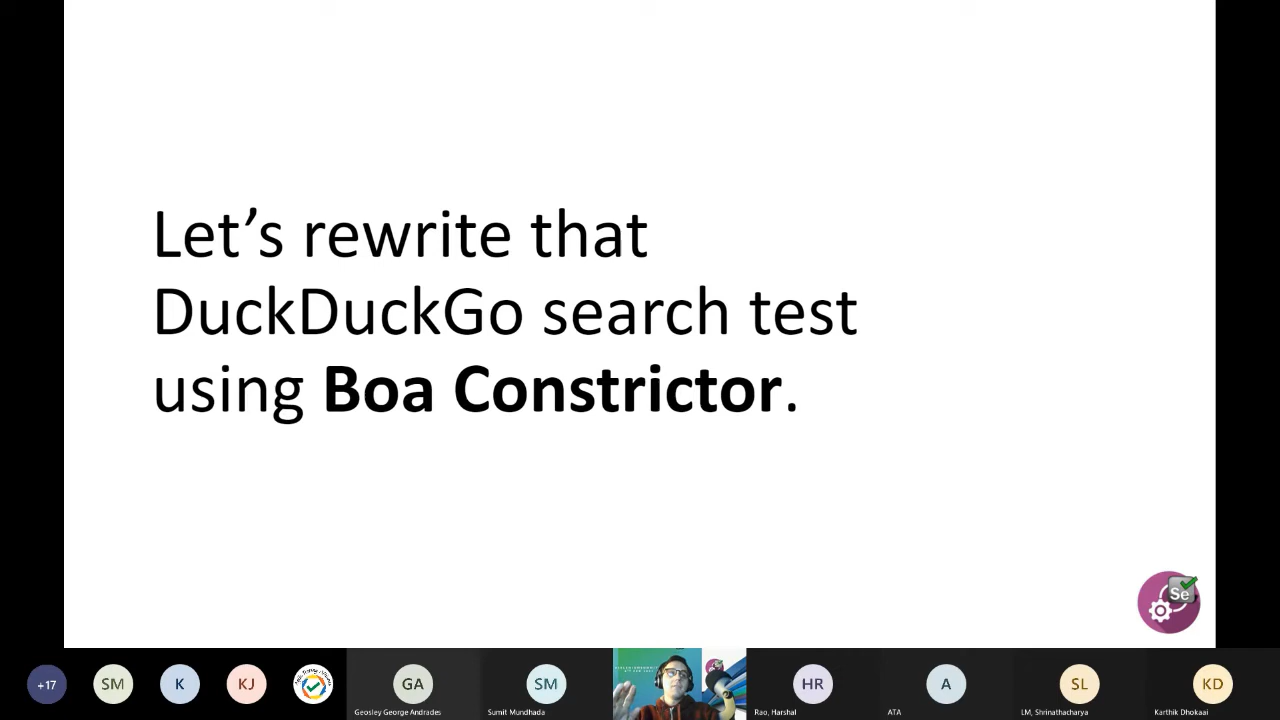 Let’s rewrite that
DuckDuckGo search test
using Boa Constrictor.
Se
+17
SM
K
KJ
GA
SM
HR
A
SL
KD
Geosley George Andrades
Sumit Mundhada
Rao, Harshal
ATA
LM, Shrinathacharya
Karthik Dhokaai